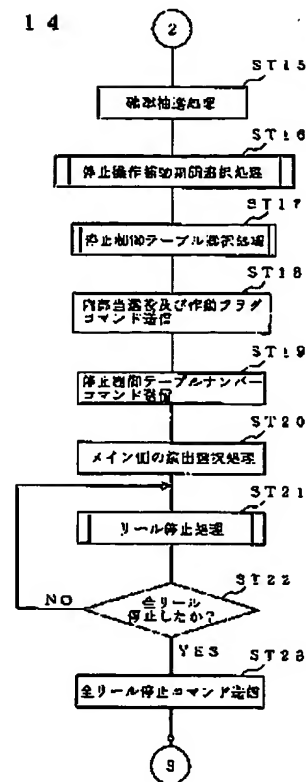 14
2
ST15
確率抽選処理
ST16
停止操作補助期間選択処理
ST17
停止制御テーブル選択処理
ST18
内部当選役及び作動フラグ
コマンド送信
ST19
停止制御テーブルナンバー
コマンド送信
ST20
メイン側の演出選択処理
ST21
リール停止処理
ST22
全リール
停止したか？
NO
YES
ST23
全リール停止コマンド送信
3